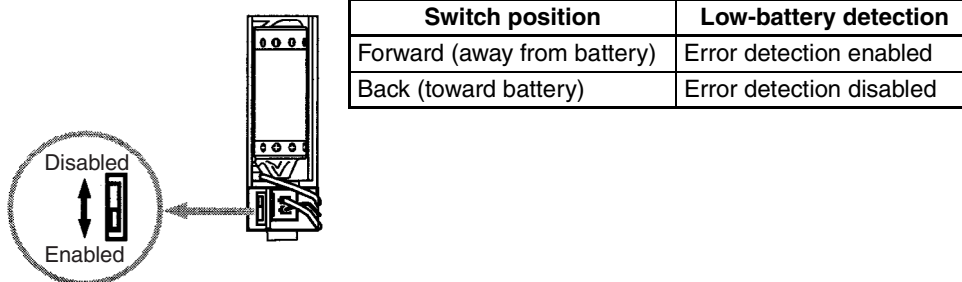 Switch position Low-battery detection
Forward (away from battery) Error detection enabled
Back (toward battery) Error detection disabled
Disabled
Enabled